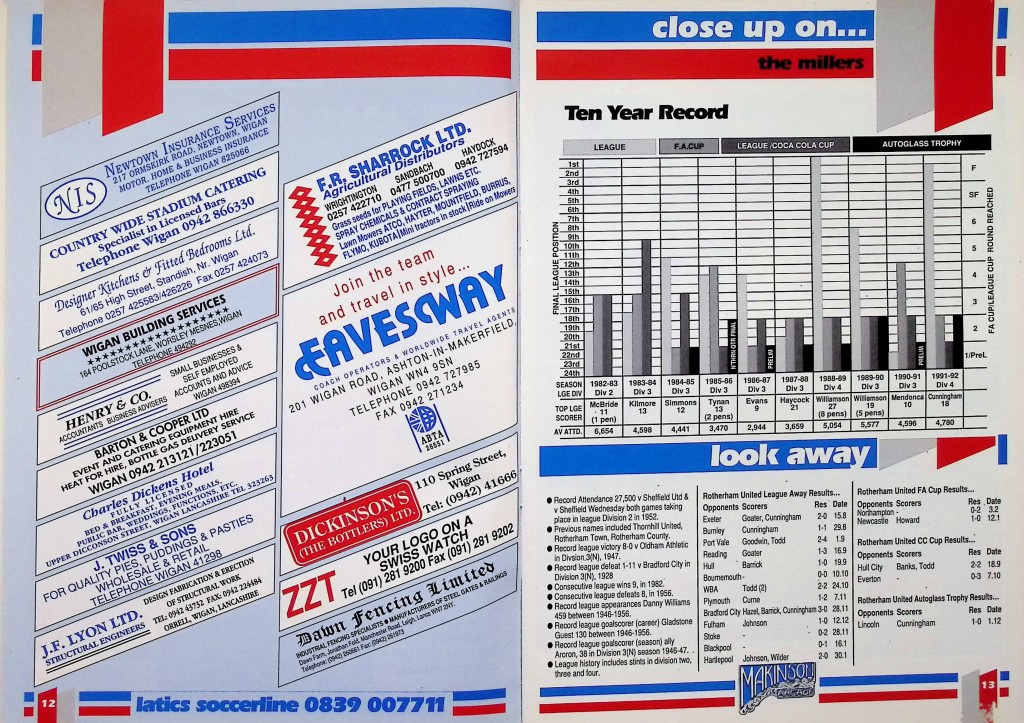 NIS
NEWTOWN INSURANCE SERVICES
217 ORMSKIRK ROAD, NEWTOWN, WIGAN
MOTOR, HOME & BUSINESS INSURANCE
TELEPHONE WIGAN 828066
COUNTRY WIDE STADIUM CATERING
Specialist in Licensed Bars
Telephone Wigan 0942 866330
Designer Kitchens & Fitted Bedrooms Ltd.
61/65 High Street, Standish, Nr. Wigan
Telephone 0257 425583/426226 Fax 0257 424073
WIGAN BUILDING SERVICES
164 POOLSTOCK LANE, WORSLEY MESNES, WIGAN
TELEPHONE 494292
HENRY & CO.
ACCOUNTANTS BUSINESS ADVISERS
SMALL BUSINESSES &
SELF EMPLOYED
ACCOUNTS AND ADVICE
WIGAN 498394
BARTON & COOPER LTD
EVENT AND CATERING EQUIPMENT HIRE
HEAT FOR HIRE, BOTTLE GAS DELIVERY SERVICE
WIGAN 0942 213121/223051
Charles Dickens Hotel
FULLY LICENSED
BED & BREAKFAST, EVENING MEALS,
PUBLIC BAR, WEDDINGS, FUNCTIONS, ETC.
UPPER DICCONSON STREET, WIGAN LANCASHIRE TEL 323263
J. TWISS & SONS
FOR QUALITY PIES, PUDDINGS & PASTIES
WHOLESALE & RETAIL
TELEPHONE WIGAN 41298
J.F. LYON LTD.
STRUCTURAL ENGINEERS
DESIGN FABRICATION & ERECTION
OF STRUCTURAL WORK
TEL: 0942 43752 FAX. 0942 224484
ORRELL, WIGAN, LANCASHIRE
F.R. SHARROCK LTD.
Agricultural Distributors
WRIGHTINGTON SANDBACH HAYDOCK
0257 422710 0477 500700 0942 727594
Grass seeds for PLAYING FIELDS, LAWNS ETC.
SPRAY CHEMICALS & CONTRACT SPRAYING
Lawn Mowers ATCO, HAYTER, MOUNTFIELD, BURRUS,
FLYMO, KUBOTA|Mini tractors in stock|Ride on Mowers
Join the team
and travel in style...
EAVESWAY
COACH OPERATORS & WORLDWIDE TRAVEL AGENTS
201 WIGAN ROAD, ASHTON-IN-MAKERFIELD,
WIGAN WN4 9SN
TELEPHONE 0942 727985
FAX 0942 271234
ABTA
26551
DICKINSON'S
(THE BOTTLERS) LTD.
110 Spring Street,
Wigan
Tel: (0942) 41666
ZZT
YOUR LOGO ON A
SWISS WATCH
Tel (091) 281 9200 Fax (091) 281 9202
Dawn Fencing Limited
INDUSTRIAL FENCING SPECIALISTS ● MANUFACTURERS OF STEEL GATES & RAILINGS
Dawn Farm, Jonathan Fold, Manchester Road, Leigh, Lancs WN7 2NY.
12
latics soccerline 0839 007711
close up on...
the millers
Ten Year Record
LEAGUE
F.A.CUP
LEAGUE /COCA COLA CUP
AUTOGLASS TROPHY
FINAL LEAGUE POSITION
1st
2nd
3rd
4th
5th
6th
7th
8th
9th
10th
11th
12th
13th
14th
15th
16th
17th
18th
19th
20th
21st
22nd
23rd
24th
F
SF
6
5
4
3
2
1/PreL
FA CUP/LEAGUE CUP ROUND REACHED
NTHRN QTR FINAL
PRELIM
PRELIM
SEASON 1982-83 1983-84 1984-85 1985-86 1986-87 1987-88 1988-89 1989-90 1990-91 1991-92
LGE DIV Div 2 Div 3 Div 3 Div 3 Div 3 Div 3 Div 4 Div 3 Div 3 Div 4
TOP LGE SCORER McBride - 11 (1 pen) Kilmore 13 Simmons 12 Tynan 13 (2 pens) Evans 9 Haycock 21 Williamson 27 (8 pens) Williamson 19 (5 pens) Mendonca 10 Cunningham 18
AV ATTD. 6,654 4,598 4,441 3,470 2,944 3,659 5,054 5,577 4,596 4,780
look away
● Record Attendance 27,500 v Sheffield Utd &
v Sheffield Wednesday both games taking
place in league Division 2 in 1952.
● Previous names included Thornhill United,
Rotherham Town, Rotherham County.
● Record league victory 8-0 v Oldham Athletic
in Division,3(N), 1947.
● Record league defeat 1-11 v Bradford City in
Division 3(N), 1928
● Consecutive league wins 9, in 1982.
● Consecutive defeats 8, in 1956.
● Record league appearances Danny Williams
459 between 1946-1956.
● Record league goalscorer (career) Gladstone
Guest 130 between 1946-1956.
● Record league goalscorer (season) ally
Aroron, 38 in Division 3(N) season 1946-47.
● League history includes stints in division two,
three and four.
Rotherham United League Away Results...
Opponents Scorers Res Date
Exeter Goater, Cunningham 2-0 15.8
Burnley Cunningham 1-1 29.8
Port Vale Goodwin, Todd 2-4 1.9
Reading Goater 1-3 16.9
Hull Barrick 1-0 19.9
Bournemouth - 0-0 10.10
WBA Todd (2) 2-2 24.10
Plymouth Curne 1-2 7.11
Bradford City Hazel, Barrick, Cunningham 3-0 28.11
Fulham Johnson 1-0 12.12
Stoke - 0-2 28.11
Blackpool - 0-1 16.1
Hartlepool Johnson, Wilder 2-0 30.1
Rotherham United FA Cup Results...
Opponents Scorers Res Date
Northampton - 0-2 3.2
Newcastle Howard 1-0 12.1
Rotherham United CC Cup Results...
Opponents Scorers Res Date
Hull City Banks, Todd 2-2 18.9
Everton - 0-3 7.10
Rotherham United Autoglass Trophy Results...
Opponents Scorers Res Date
Lincoln Cunningham 1-0 1.12
MAKINSON
ARCADE
13